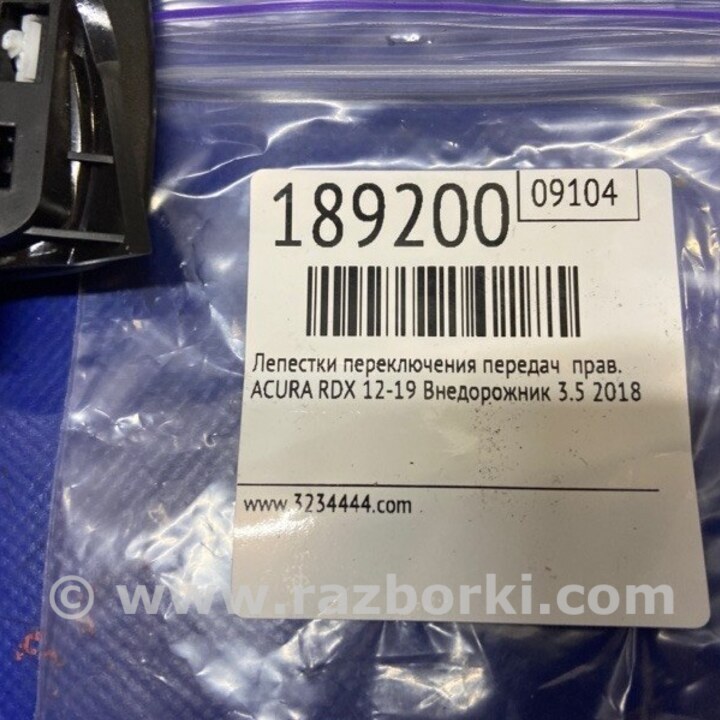 189200 09104
Лепестки переключения передач прав.
ACURA RDX 12-19 Внедорожник 3.5 2018
www.3234444.com
© www.razborki.com